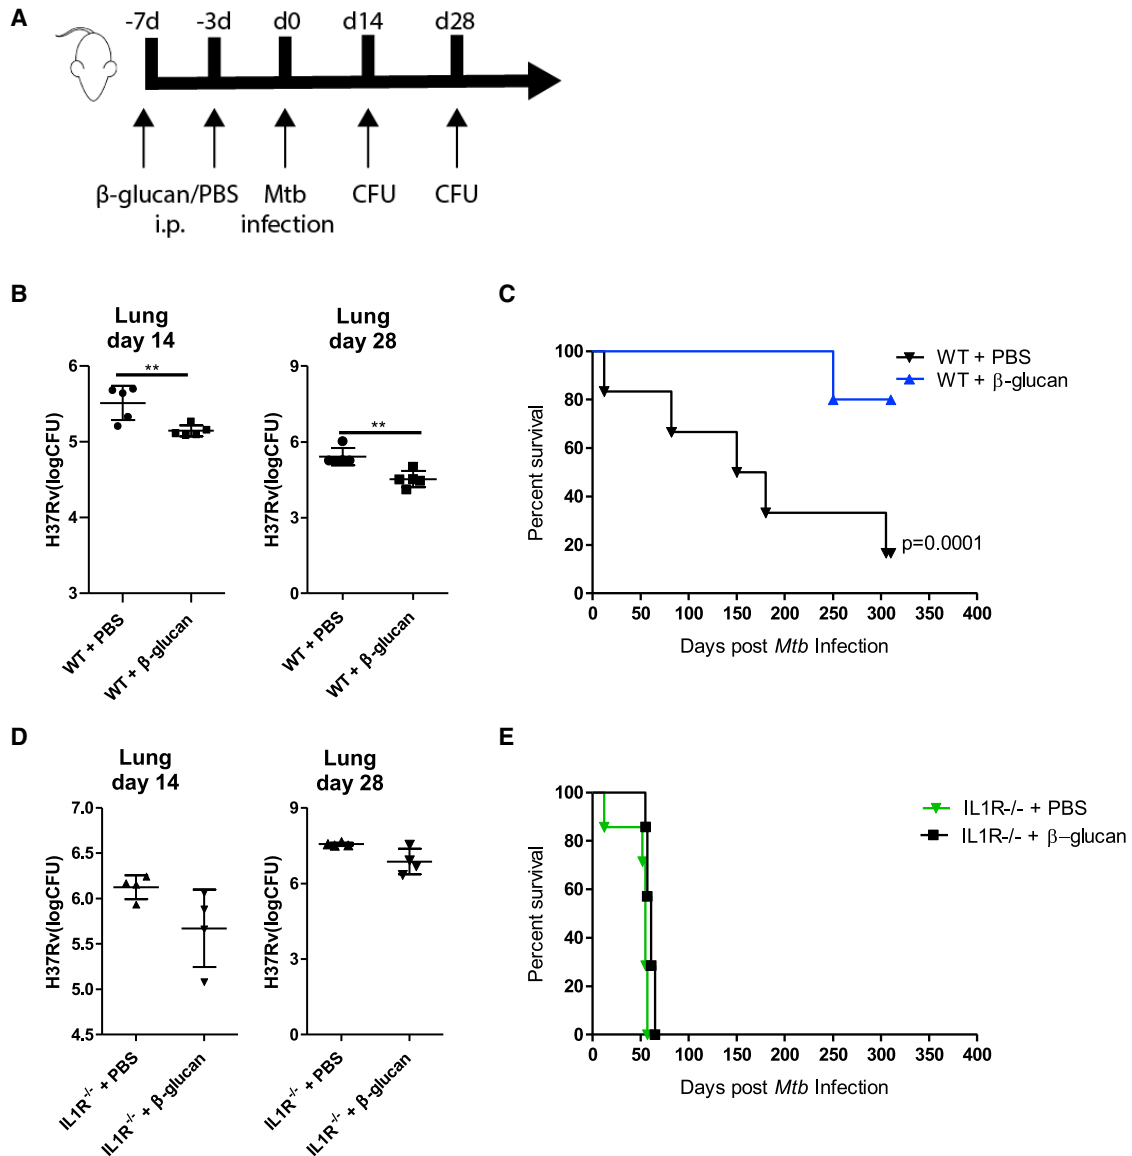 A
-7d -3d d0 d14 d28
β-glucan/PBS Mtb CFU CFU
i.p. infection
B
Lung
day 14
H37Rv(logCFU)
6
5
4
3
**
WT + PBS
WT + β-glucan
Lung
day 28
H37Rv(logCFU)
9
6
3
0
**
WT + PBS
WT + β-glucan
C
Percent survival
100
80
60
40
20
0
0 50 100 150 200 250 300 350 400
Days post Mtb Infection
WT + PBS
WT + β-glucan
p=0.0001
D
Lung
day 14
H37Rv(logCFU)
7.0
6.5
6.0
5.5
5.0
4.5
IL1R-/- + PBS
IL1R-/- + β-glucan
Lung
day 28
H37Rv(logCFU)
9
6
3
0
IL1R-/- + PBS
IL1R-/- + β-glucan
E
Percent survival
100
80
60
40
20
0
0 50 100 150 200 250 300 350 400
Days post Mtb Infection
IL1R-/- + PBS
IL1R-/- + β−glucan